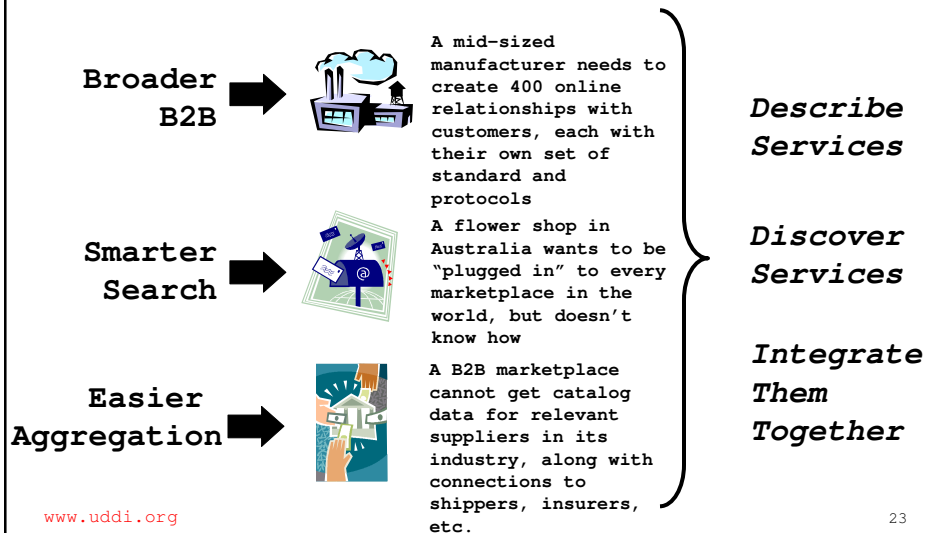 Broader
B2B
A mid-sized
manufacturer needs to
create 400 online
relationships with
customers, each with
their own set of
standard and
protocols
Smarter
Search
@
A flower shop in
Australia wants to be
“plugged in” to every
marketplace in the
world, but doesn’t
know how
Easier
Aggregation
A B2B marketplace
cannot get catalog
data for relevant
suppliers in its
industry, along with
connections to
shippers, insurers,
etc.
Describe
Services
Discover
Services
Integrate
Them
Together
www.uddi.org
23